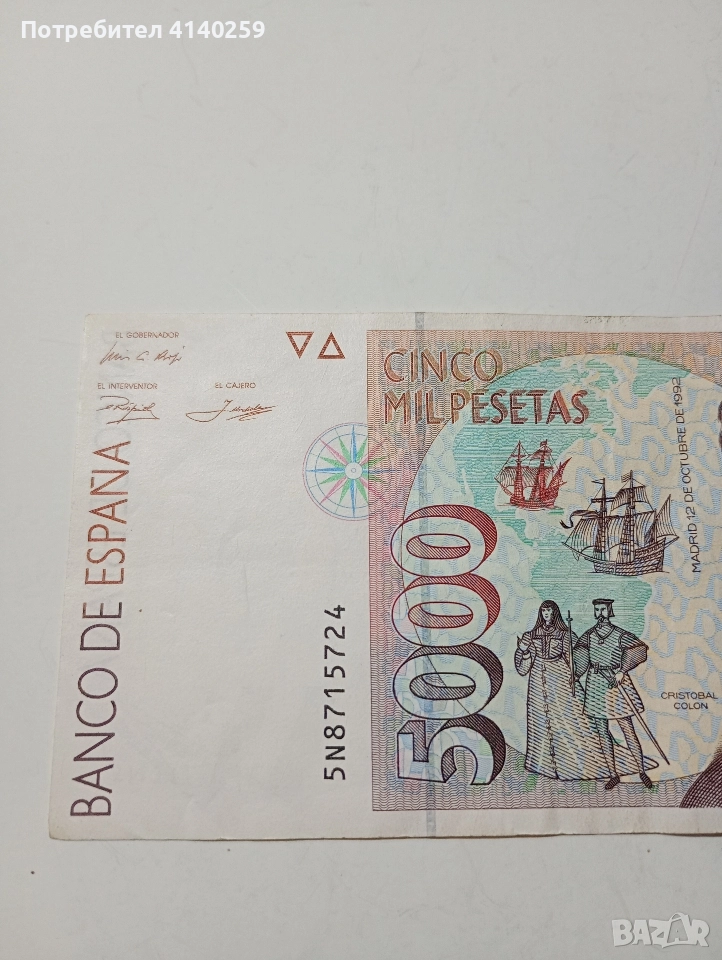 Потребител 4140259
EL GOBERNADOR
EL INTERVENTOR
EL CAJERO
BANCO DE ESPAÑA
5N8715724
CINCO
MIL PESETAS
5000
MADRID 12 DE OCTUBRE DE 1992
CRISTOBAL
COLON
BAZAR